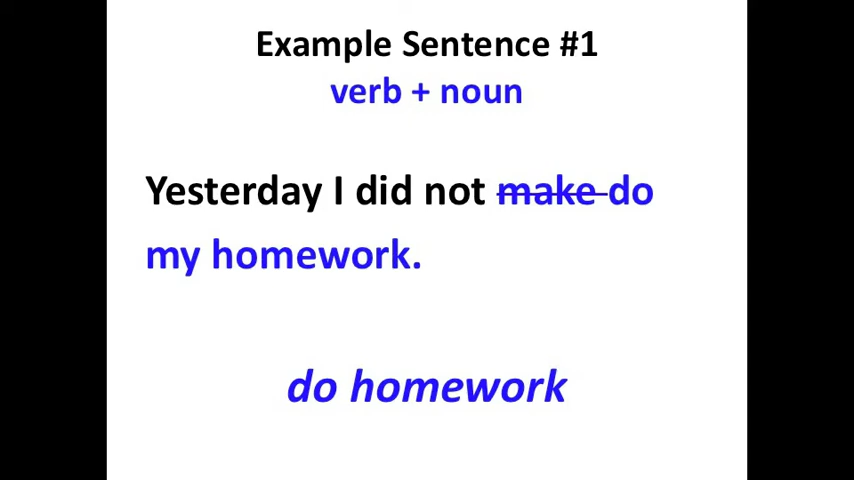 Example Sentence #1
verb + noun
Yesterday I did not make do
my homework.
do homework